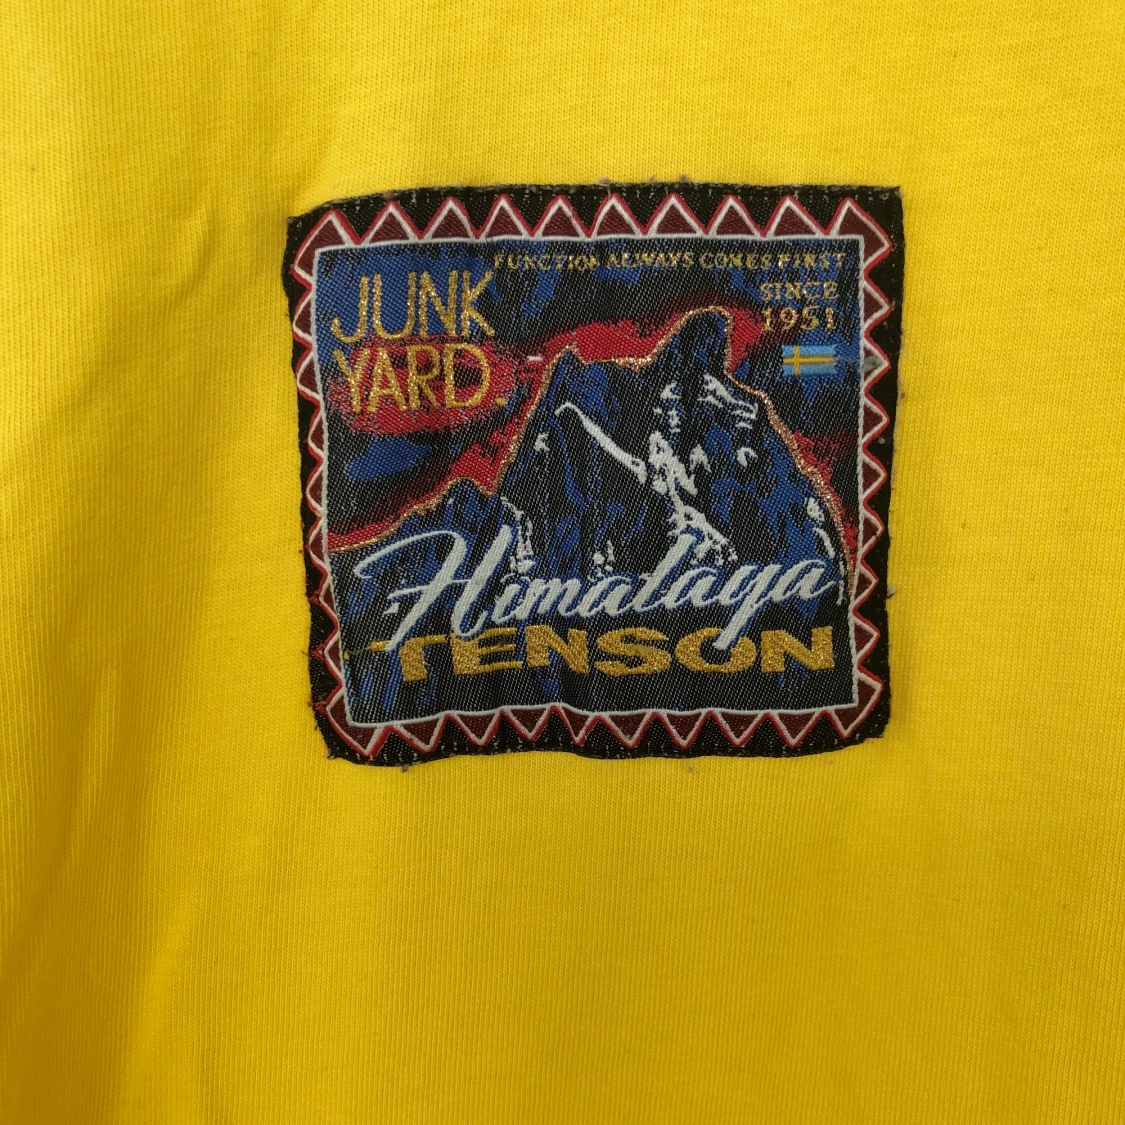 FUNCTION ALWAYS COMES FIRST
JUNK
YARD.
SINCE
1951
Himalaya
TENSON